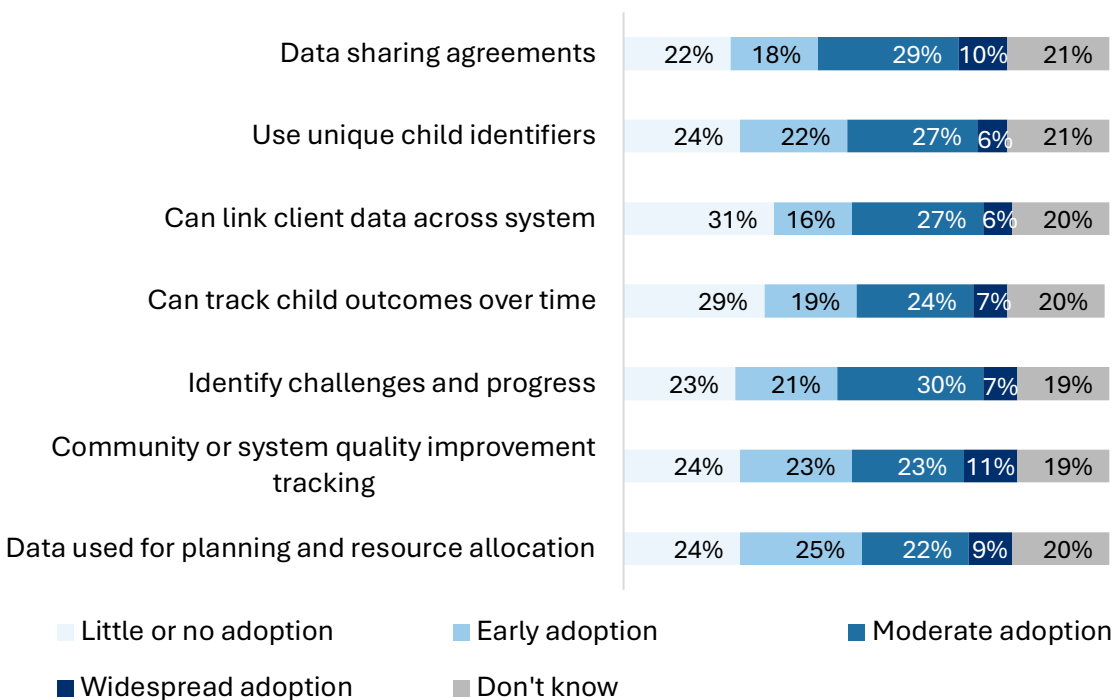 Data sharing agreements 22% 18% 29% 10% 21%
Use unique child identifiers 24% 22% 27% 6% 21%
Can link client data across system 31% 16% 27% 6% 20%
Can track child outcomes over time 29% 19% 24% 7% 20%
Identify challenges and progress 23% 21% 30% 7% 19%
Community or system quality improvement
tracking 24% 23% 23% 11% 19%
Data used for planning and resource allocation 24% 25% 22% 9% 20%
Little or no adoption Early adoption Moderate adoption
Widespread adoption Don't know